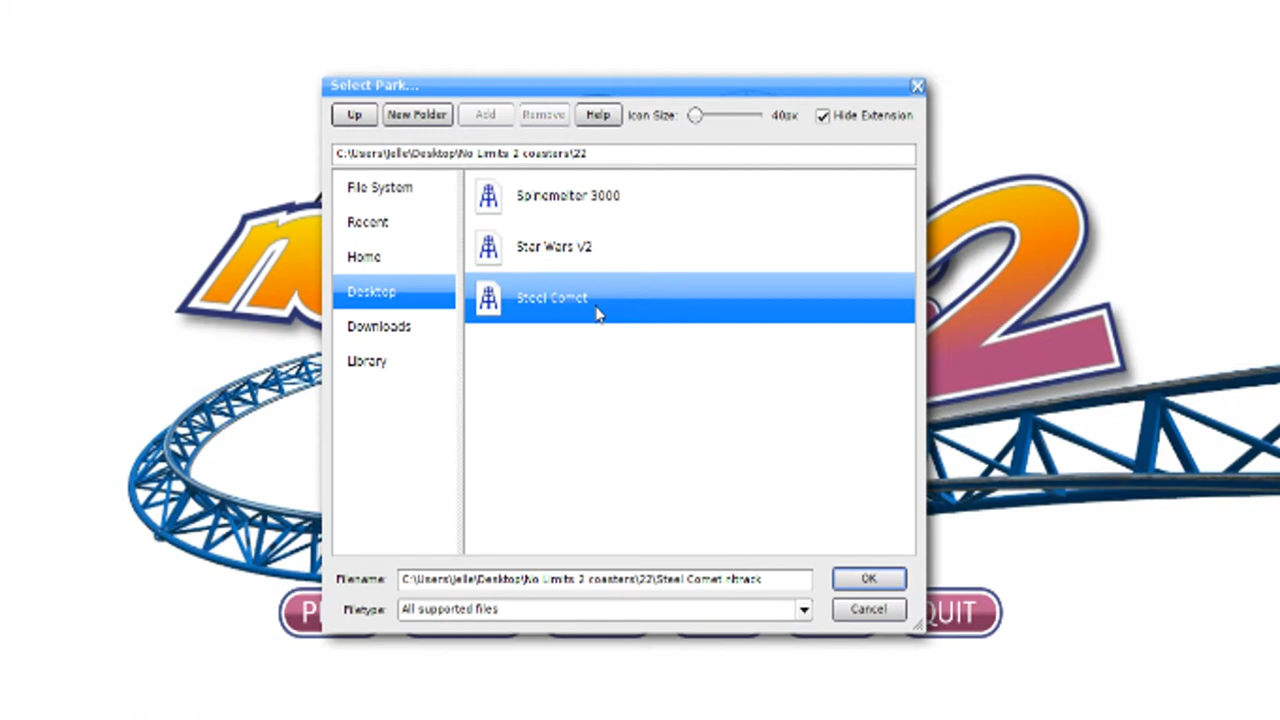 Select Park...
Up New Folder Add Remove Help Icon Size: 40px Hide Extension
C:\Users\Jelle\Desktop\No Limits 2 coasters\22
File System
Recent
Home
Desktop
Downloads
Library
Spinemelter 3000
Star Wars V2
Steel Comet
Filename: C:\Users\Jelle\Desktop\No Limits 2 coasters\22\Steel Comet.nltrack OK
Filetype: All supported files Cancel
n 2
QUIT